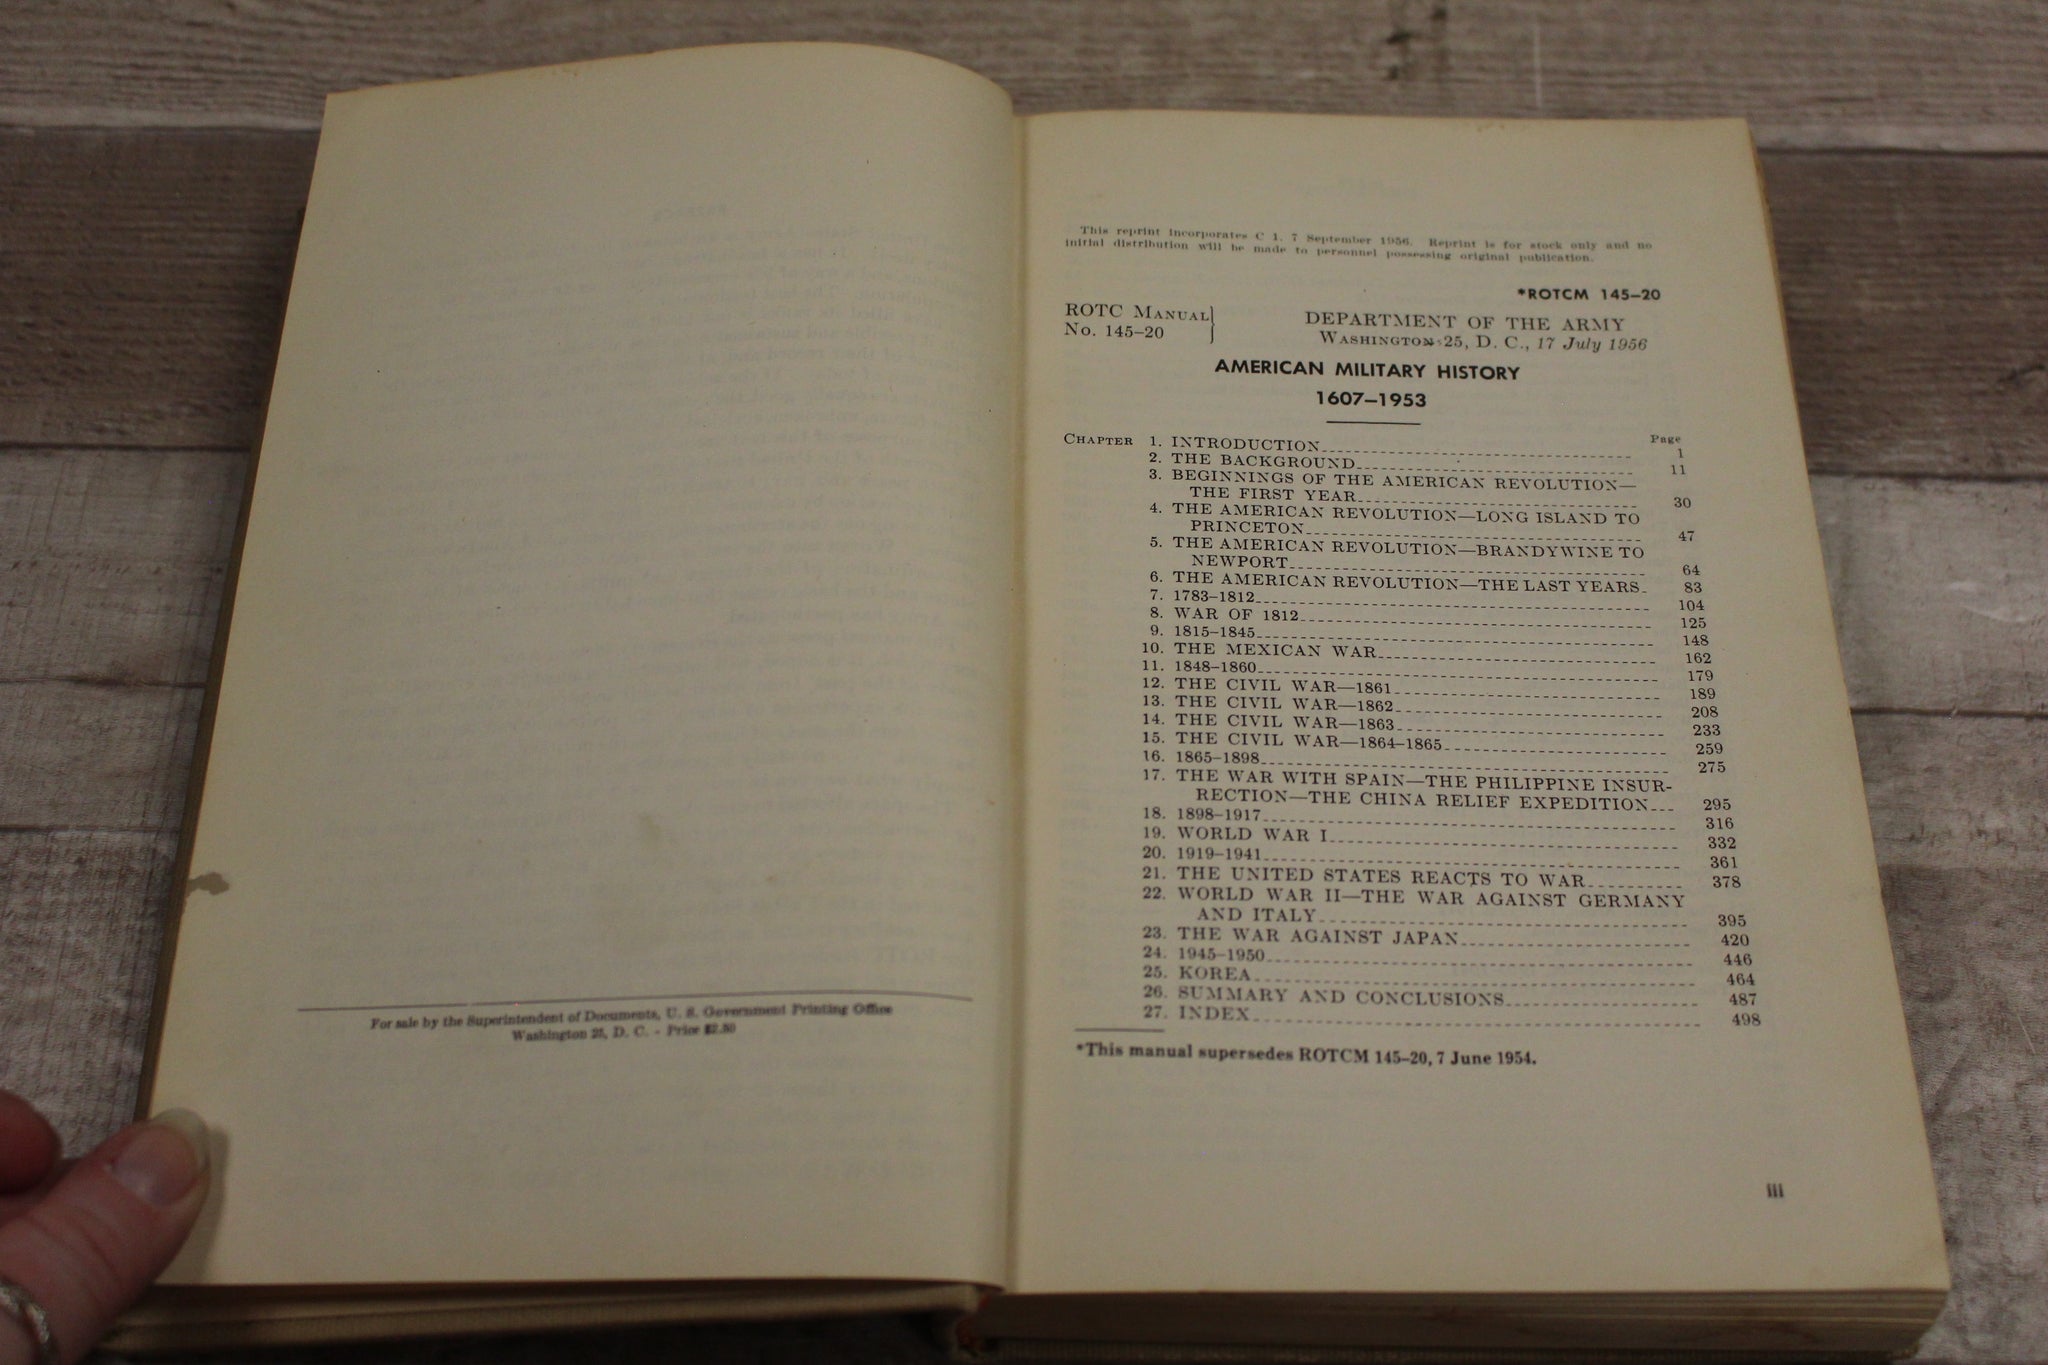 For sale by the Superintendent of Documents, U. S. Government Printing Office
Washington 25, D. C. - Price $2.50
This reprint incorporates C 1, 7 September 1956. Reprint is for stock only and no
initial distribution will be made to personnel possessing original publication.
*ROTCM 145–20
ROTC MANUAL
No. 145–20
DEPARTMENT OF THE ARMY
WASHINGTON 25, D. C., 17 July 1956
AMERICAN MILITARY HISTORY
1607–1953
Page
CHAPTER 1. INTRODUCTION 1
2. THE BACKGROUND 11
3. BEGINNINGS OF THE AMERICAN REVOLUTION—
THE FIRST YEAR 30
4. THE AMERICAN REVOLUTION—LONG ISLAND TO
PRINCETON 47
5. THE AMERICAN REVOLUTION—BRANDYWINE TO
NEWPORT 64
6. THE AMERICAN REVOLUTION—THE LAST YEARS 83
7. 1783–1812 104
8. WAR OF 1812 125
9. 1815–1845 148
10. THE MEXICAN WAR 162
11. 1848–1860 179
12. THE CIVIL WAR—1861 189
13. THE CIVIL WAR—1862 208
14. THE CIVIL WAR—1863 233
15. THE CIVIL WAR—1864–1865 259
16. 1865–1898 275
17. THE WAR WITH SPAIN—THE PHILIPPINE INSUR-
RECTION—THE CHINA RELIEF EXPEDITION 295
18. 1898–1917 316
19. WORLD WAR I 332
20. 1919–1941 361
21. THE UNITED STATES REACTS TO WAR 378
22. WORLD WAR II—THE WAR AGAINST GERMANY
AND ITALY 395
23. THE WAR AGAINST JAPAN 420
24. 1945–1950 446
25. KOREA 464
26. SUMMARY AND CONCLUSIONS 487
27. INDEX 498
*This manual supersedes ROTCM 145–20, 7 June 1954.
iii